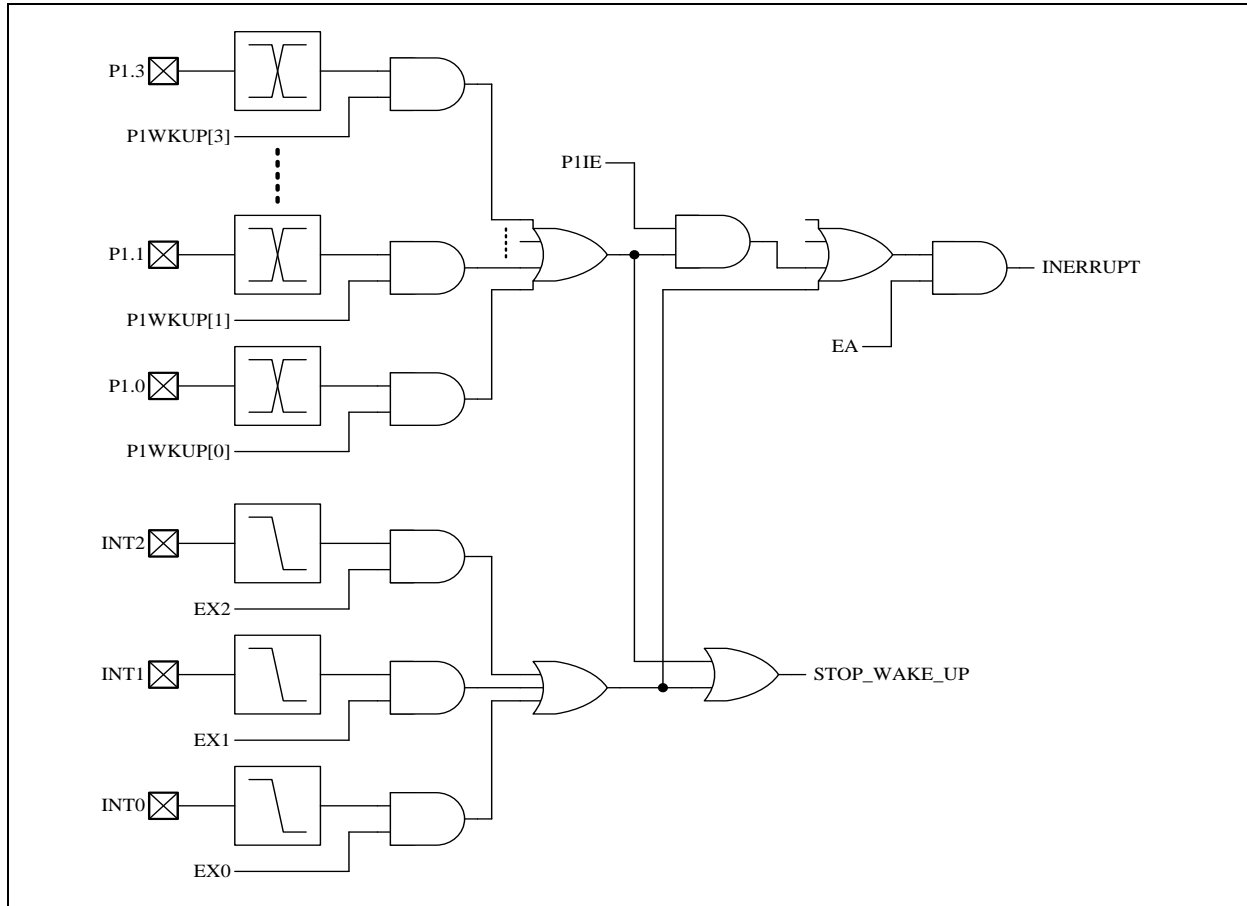 P1.3
P1WKUP[3]
P1IE
P1.1
INERRUPT
P1WKUP[1]
EA
P1.0
P1WKUP[0]
INT2
EX2
INT1
STOP_WAKE_UP
EX1
INT0
EX0